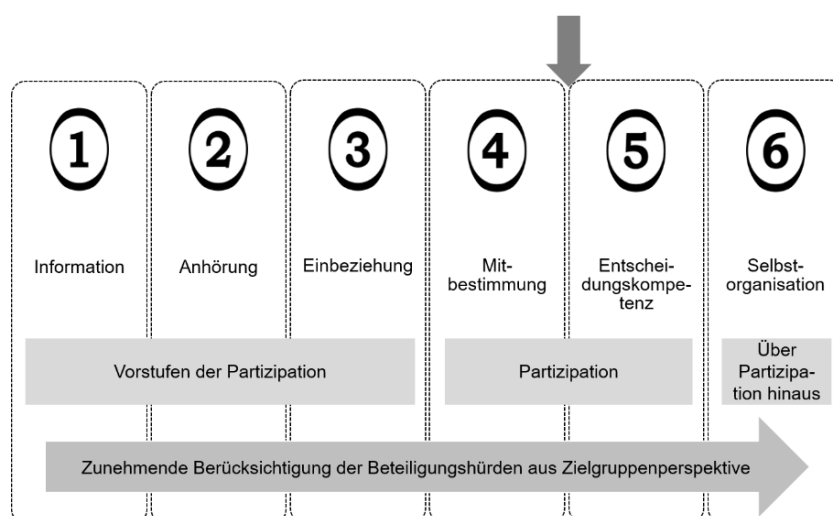 1 2 3 4 5 6
Information
Anhörung
Einbeziehung
Mit-
bestimmung
Entschei-
dungskompe-
tenz
Selbst-
organisation
Vorstufen der Partizipation
Partizipation
Über
Partizipa-
tion hinaus
Zunehmende Berücksichtigung der Beteiligungshürden aus Zielgruppenperspektive